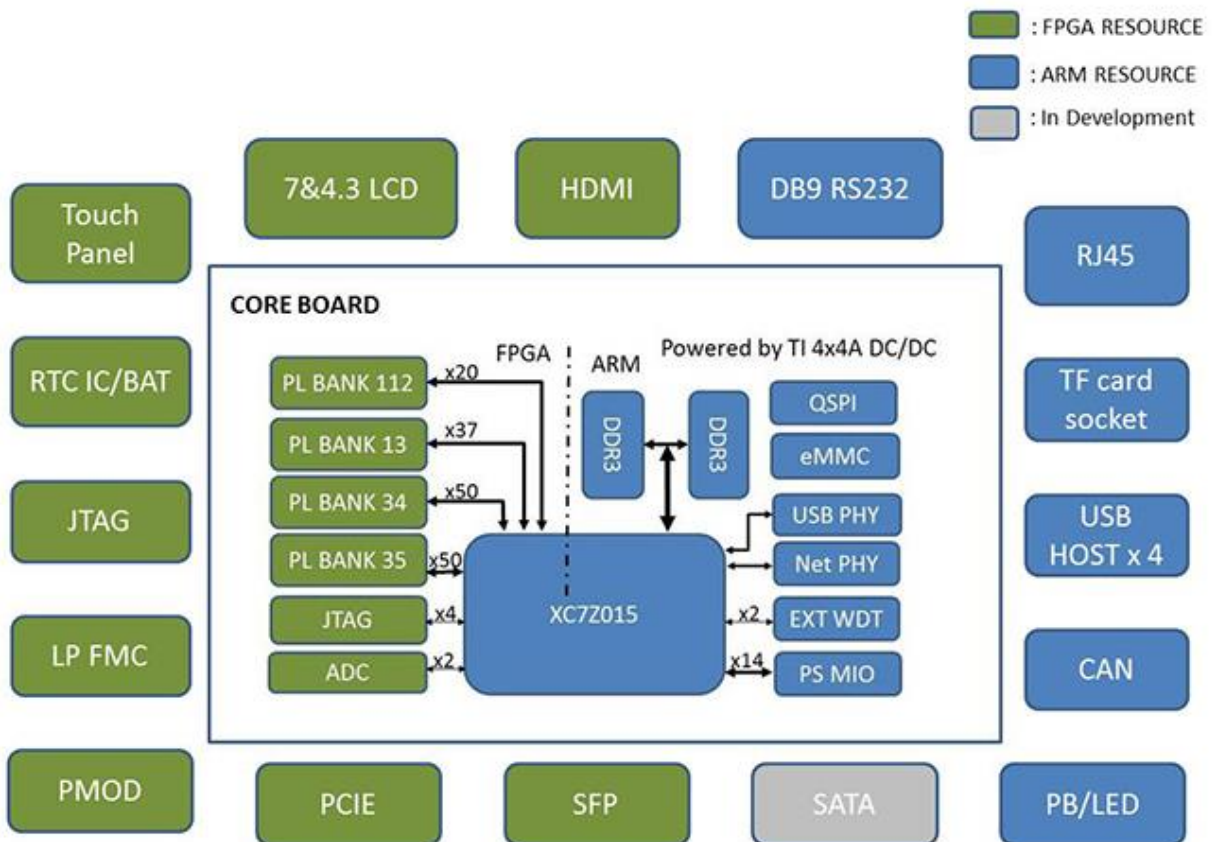 : FPGA RESOURCE
: ARM RESOURCE
: In Development
7&4.3 LCD
HDMI
DB9 RS232
Touch
Panel
RJ45
CORE BOARD
RTC IC/BAT
FPGA
ARM
Powered by TI 4x4A DC/DC
TF card
socket
PL BANK 112
x20
DDR3
DDR3
QSPI
PL BANK 13
x37
eMMC
PL BANK 34
x50
USB PHY
JTAG
USB
HOST x 4
PL BANK 35
x50
Net PHY
JTAG
x4
XC7Z015
x2
EXT WDT
ADC
x2
x14
PS MIO
LP FMC
CAN
PMOD
PCIE
SFP
SATA
PB/LED